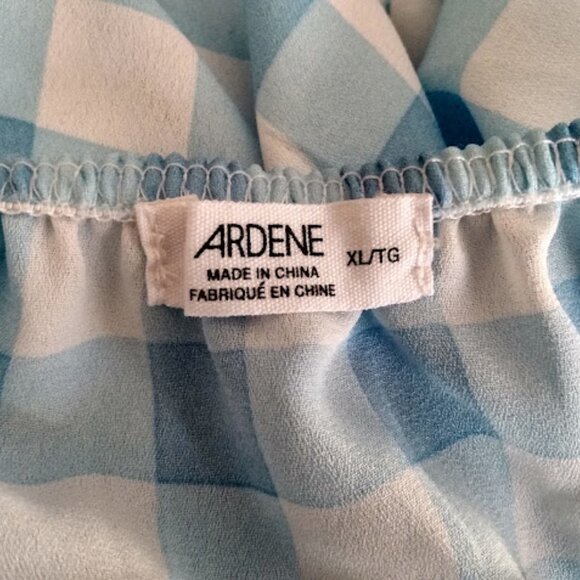 ARDENE
MADE IN CHINA
FABRIQUÉ EN CHINE
XL/TG